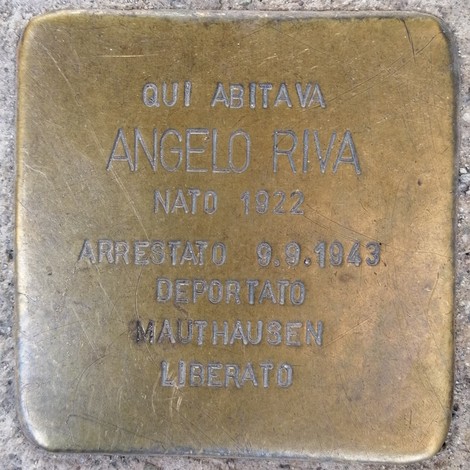 QUI ABITAVA
ANGELO RIVA
NATO 1922
ARRESTATO 9.9.1943
DEPORTATO
MAUTHAUSEN
LIBERATO